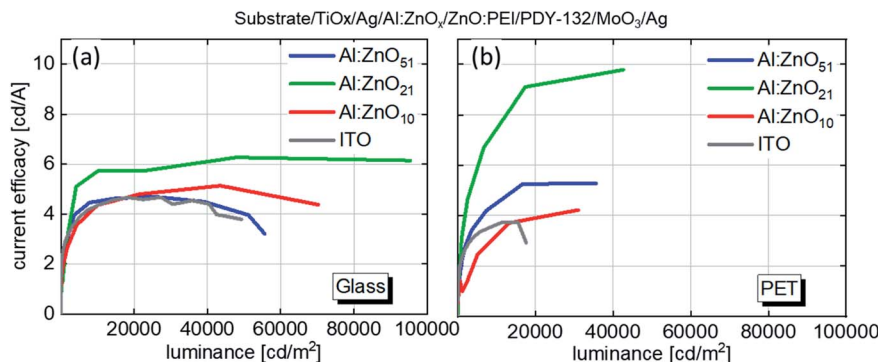 Substrate/TiOx/Ag/Al:ZnOₓ/ZnO:PEI/PDY-132/MoO₃/Ag
(a)
Al:ZnO₅₁
Al:ZnO₂₁
Al:ZnO₁₀
ITO
Glass
current efficacy [cd/A]
10
8
6
4
2
0
20000 40000 60000 80000 100000
luminance [cd/m²]
(b)
Al:ZnO₅₁
Al:ZnO₂₁
Al:ZnO₁₀
ITO
PET
0 20000 40000 60000 80000 100000
luminance [cd/m²]